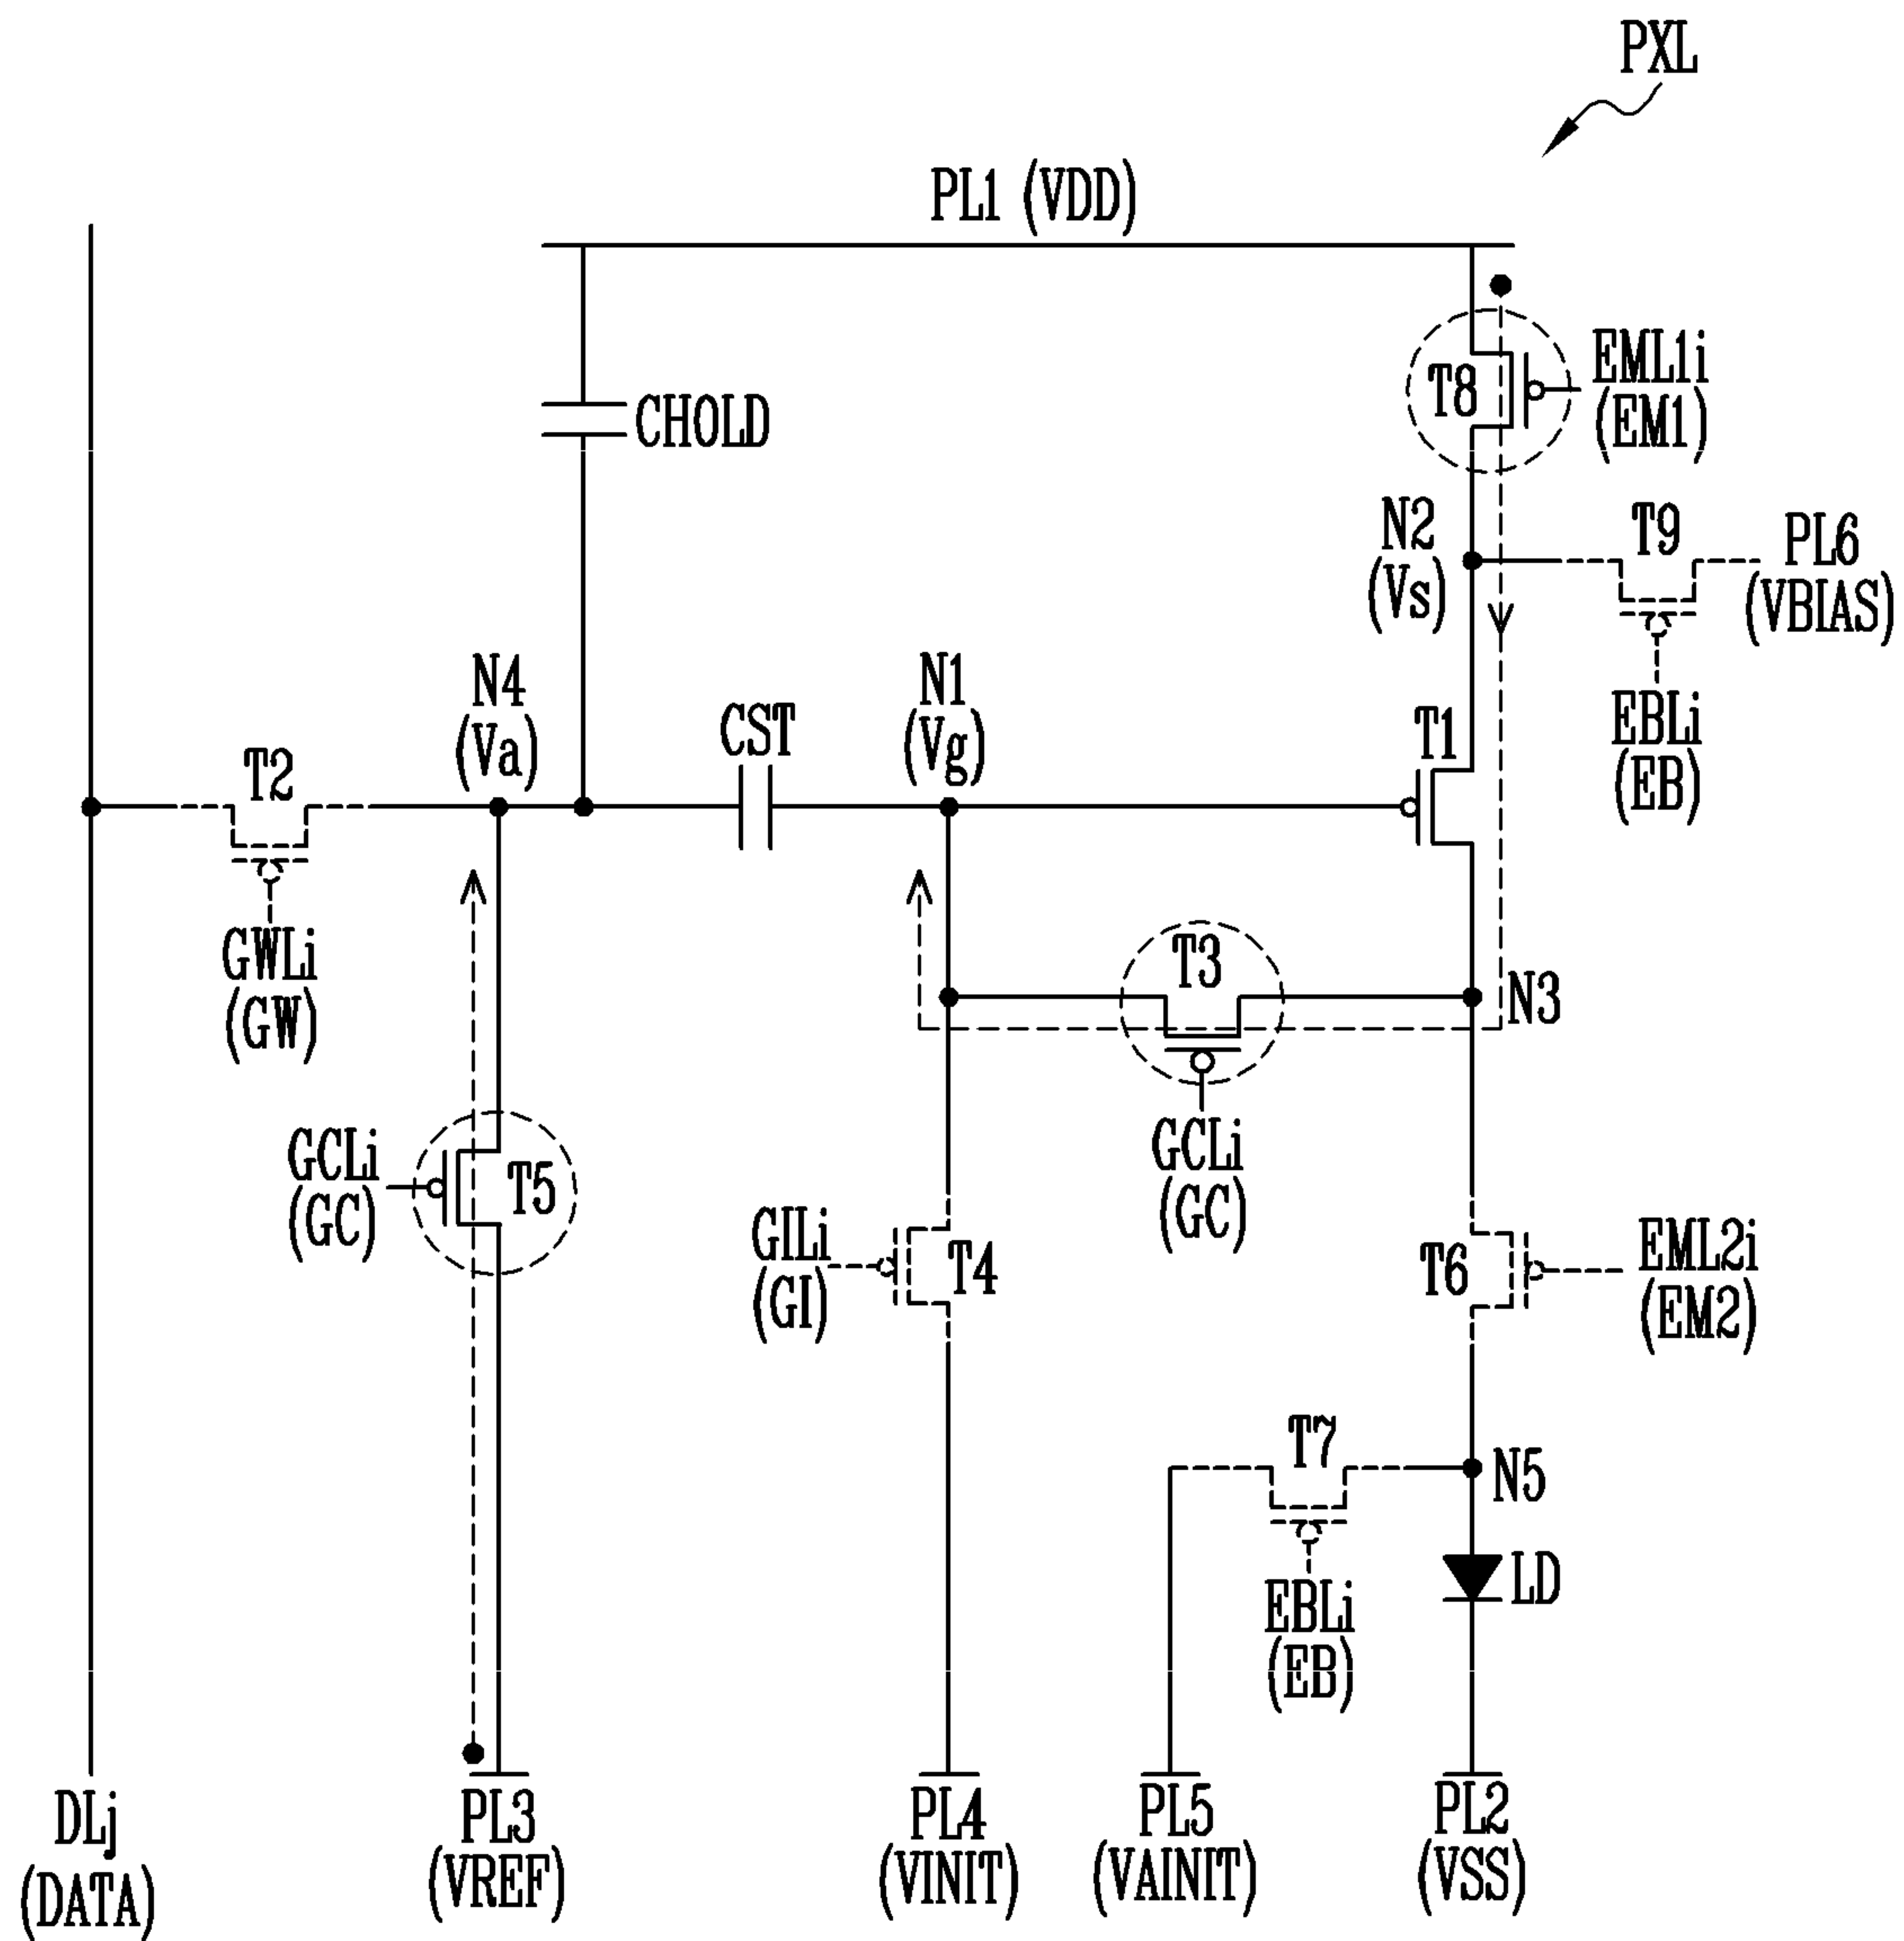 PXL
PL1 (VDD)
EML1i
(EM1)
T8
CHOLD
N2
(Vs)
T9
PL6
(VBIAS)
N4
(Va)
CST
N1
(Vg)
T1
EBLi
(EB)
T2
GWLi
(GW)
T3
N3
GCLi
(GC)
T5
GCLi
(GC)
GILi
(GI)
T4
T6
EML2i
(EM2)
T7
N5
EBLi
(EB)
LD
DLj
(DATA)
PL3
(VREF)
PL4
(VINIT)
PL5
(VAINIT)
PL2
(VSS)